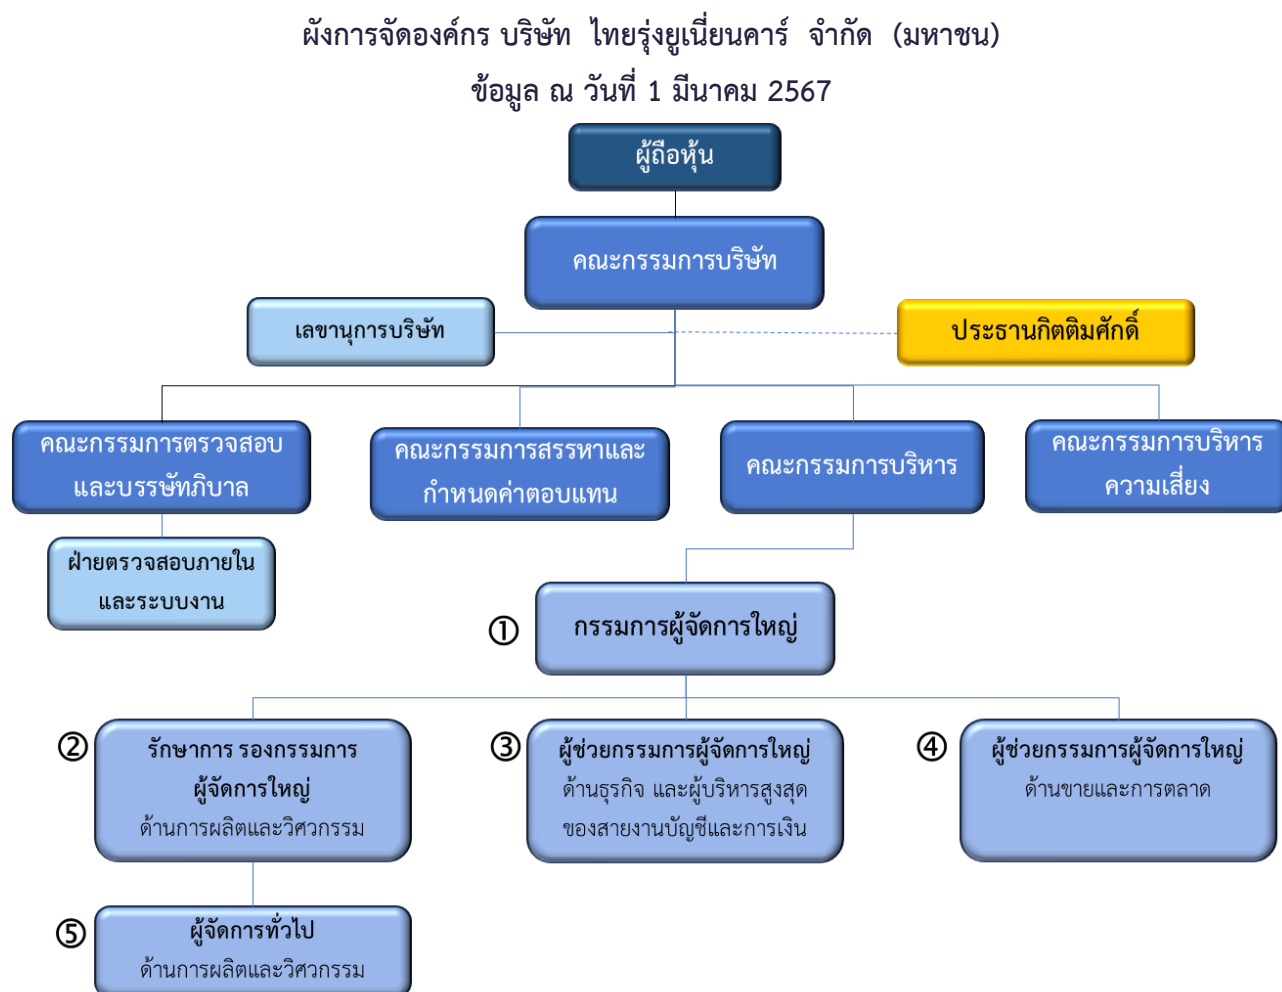 ผังการจัดองค์กร บริษัท ไทยรุ่งยูเนี่ยนคาร์ จำกัด (มหาชน)
ข้อมูล ณ วันที่ 1 มีนาคม 2567
ผู้ถือหุ้น
คณะกรรมการบริษัท
เลขานุการบริษัท
ประธานกิตติมศักดิ์
คณะกรรมการตรวจสอบ
และบรรษัทภิบาล
คณะกรรมการสรรหาและ
กำหนดค่าตอบแทน
คณะกรรมการบริหาร
คณะกรรมการบริหาร
ความเสี่ยง
ฝ่ายตรวจสอบภายใน
และระบบงาน
① กรรมการผู้จัดการใหญ่
② รักษาการ รองกรรมการ
ผู้จัดการใหญ่
ด้านการผลิตและวิศวกรรม
③ ผู้ช่วยกรรมการผู้จัดการใหญ่
ด้านธุรกิจ และผู้บริหารสูงสุด
ของสายงานบัญชีและการเงิน
④ ผู้ช่วยกรรมการผู้จัดการใหญ่
ด้านขายและการตลาด
⑤ ผู้จัดการทั่วไป
ด้านการผลิตและวิศวกรรม